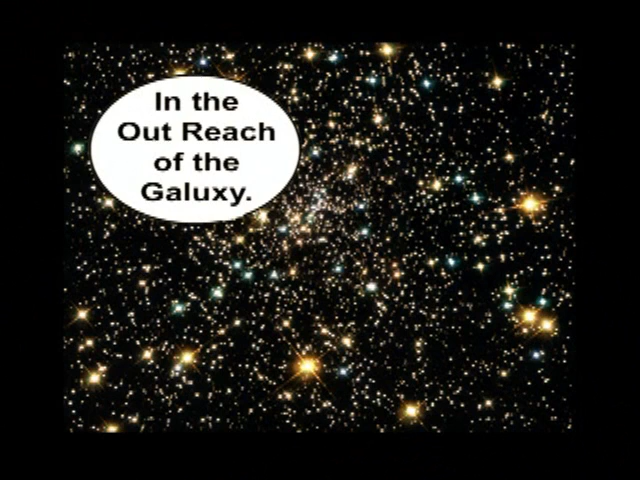 In the
Out Reach
of the
Galuxy.